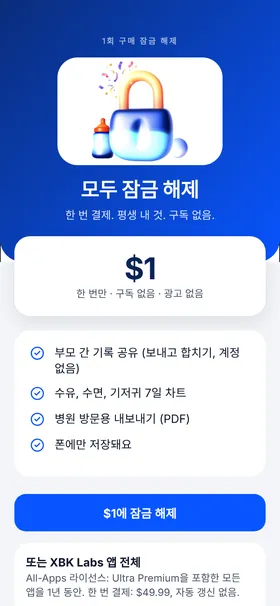 1회 구매 잠금 해제
모두 잠금 해제
한 번 결제. 평생 내 것. 구독 없음.
$1
한 번만 · 구독 없음 · 광고 없음
부모 간 기록 공유 (보내고 합치기, 계정
없음)
수유, 수면, 기저귀 7일 차트
병원 방문용 내보내기 (PDF)
폰에만 저장돼요
$1에 잠금 해제
또는 XBK Labs 앱 전체
All-Apps 라이선스: Ultra Premium을 포함한 모든
앱을 1년 동안. 한 번 결제: $49.99, 자동 갱신 없음.